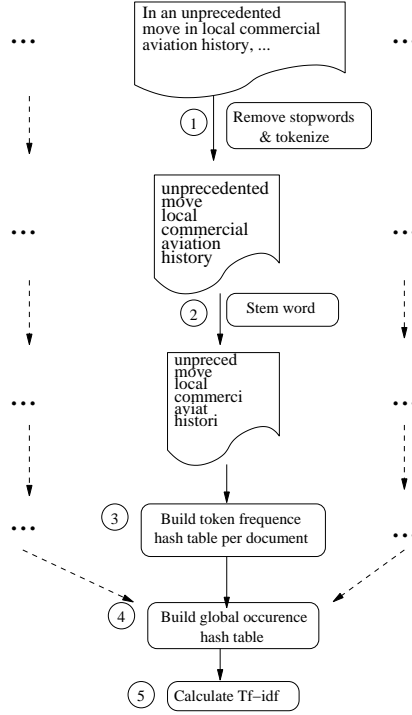 In an unprecedented
move in local commercial
aviation history, ...
...
...
1
Remove stopwords
& tokenize
unprecedented
move
local
commercial
aviation
history
...
...
2
Stem word
unpreced
move
local
commerci
aviat
histori
...
...
3
Build token frequence
hash table per document
...
...
4
Build global occurence
hash table
5
Calculate Tf−idf